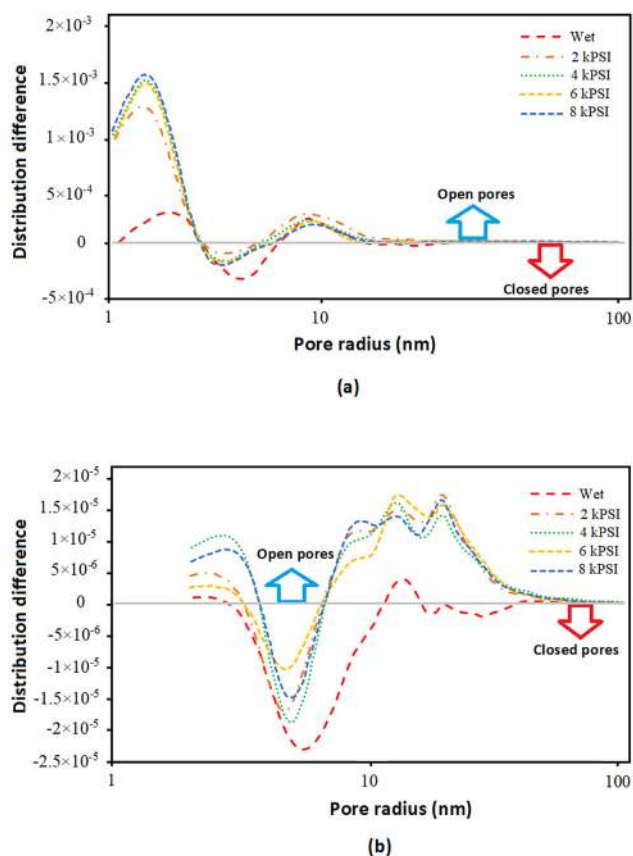 2×10⁻³
1.5×10⁻³
1×10⁻³
5×10⁻⁴
0
-5×10⁻⁴
Distribution difference
Wet
2 kPSI
4 kPSI
6 kPSI
8 kPSI
Open pores
Closed pores
1
10
100
Pore radius (nm)
(a)
2×10⁻⁵
1.5×10⁻⁵
1×10⁻⁵
5×10⁻⁶
0
-5×10⁻⁶
-1×10⁻⁵
-1.5×10⁻⁵
-2×10⁻⁵
-2.5×10⁻⁵
Distribution difference
Wet
2 kPSI
4 kPSI
6 kPSI
8 kPSI
Open pores
Closed pores
1
10
100
Pore radius (nm)
(b)